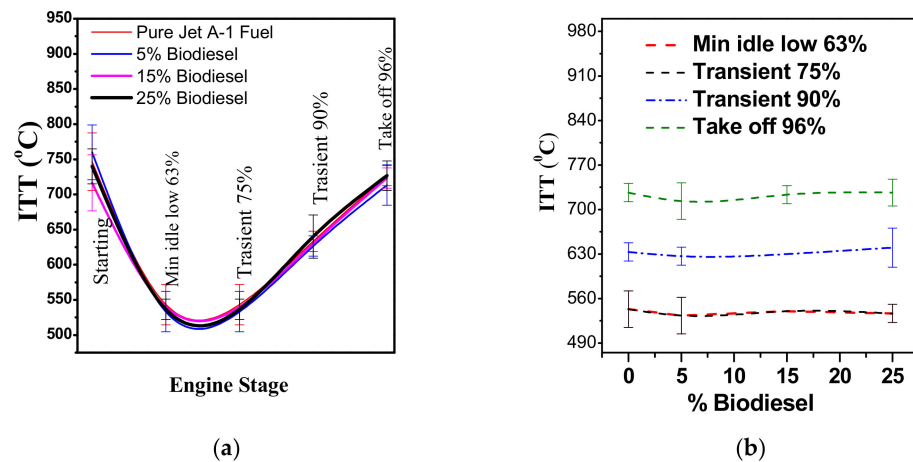 950
900
850
800
750
700
650
600
550
500
ITT (⁰C)
Pure Jet A-1 Fuel
5% Biodiesel
15% Biodiesel
25% Biodiesel
Starting
Min idle low 63%
Trasient 75%
Trasient 90%
Take off 96%
Engine Stage
(a)
980
910
840
770
700
630
560
490
ITT (⁰C)
Min idle low 63%
Transient 75%
Transient 90%
Take off 96%
0 5 10 15 20 25
% Biodiesel
(b)